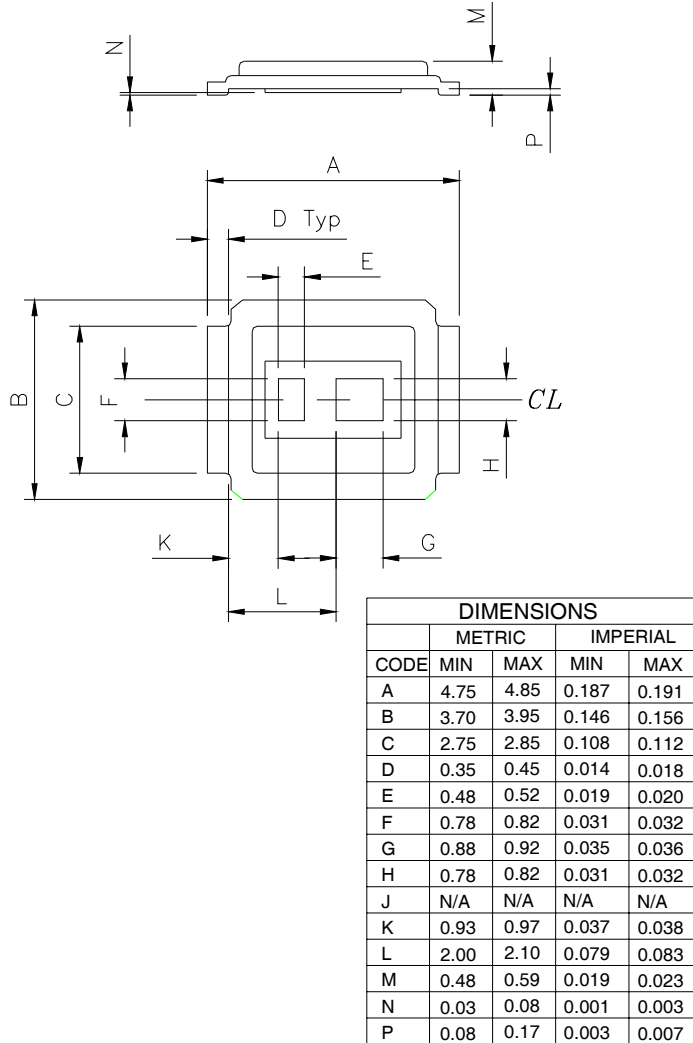 M
N
P
A
D Typ
E
B
C
F
CL
H
K
G
L
DIMENSIONS
METRIC IMPERIAL
CODE MIN MAX MIN MAX
A 4.75 4.85 0.187 0.191
B 3.70 3.95 0.146 0.156
C 2.75 2.85 0.108 0.112
D 0.35 0.45 0.014 0.018
E 0.48 0.52 0.019 0.020
F 0.78 0.82 0.031 0.032
G 0.88 0.92 0.035 0.036
H 0.78 0.82 0.031 0.032
J N/A N/A N/A N/A
K 0.93 0.97 0.037 0.038
L 2.00 2.10 0.079 0.083
M 0.48 0.59 0.019 0.023
N 0.03 0.08 0.001 0.003
P 0.08 0.17 0.003 0.007